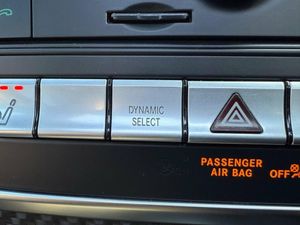 DYNAMIC
SELECT
PASSENGER
AIR BAG OFF